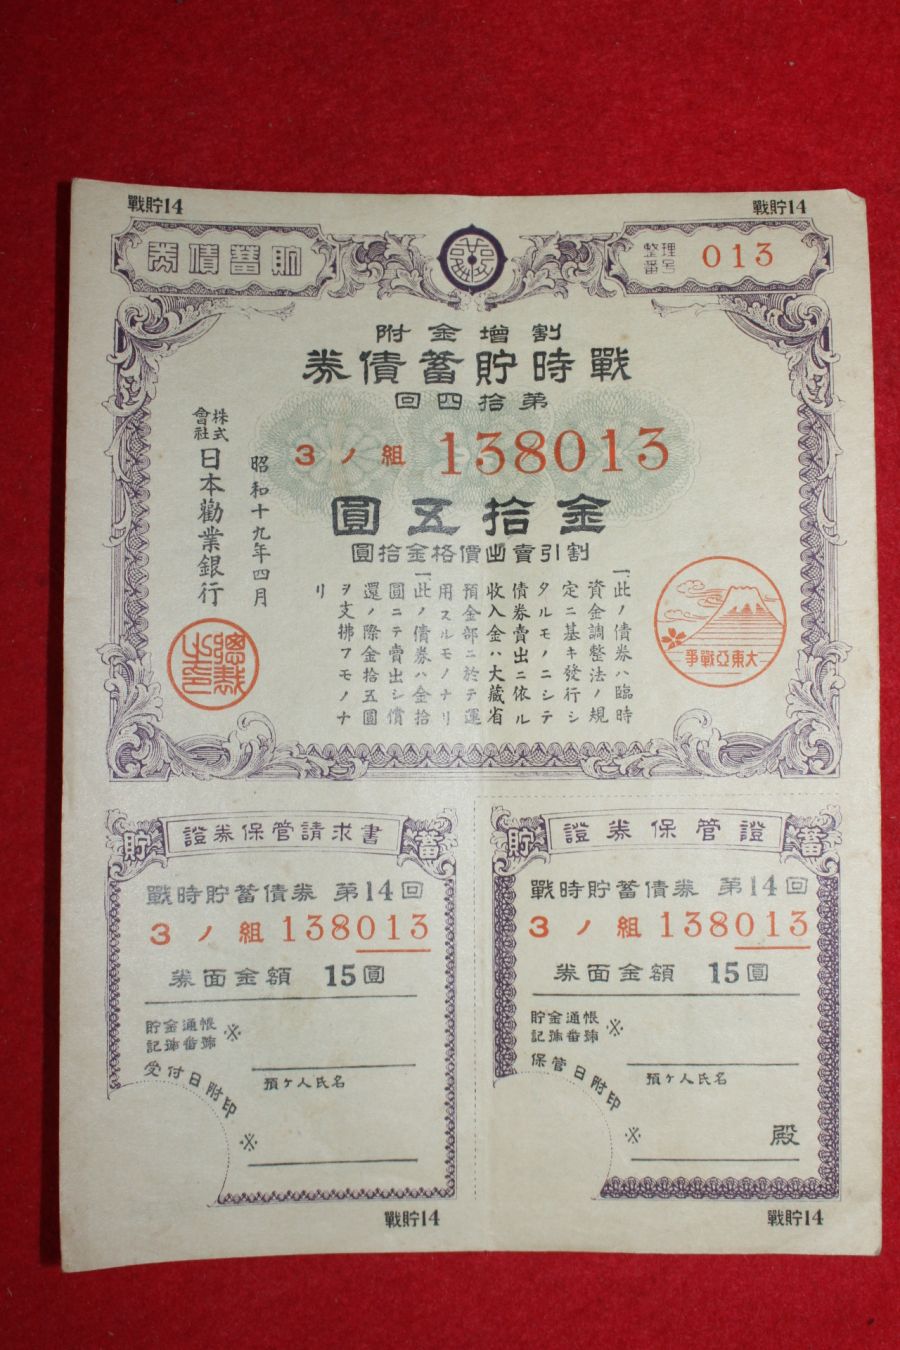 戰貯14
戰貯14
貯蓄債券
整理番号
013
割增金附
戰時貯蓄債券
第拾四回
3ノ組 138013
金拾五圓
割引賣出價格金拾圓
一、此ノ債券ハ臨時
資金調整法ノ規
定ニ基キ發行シ
タルモノニシテ
債券賣出ニ依ル
收入金ハ大藏省
預金部ニ於テ運
用スルモノナリ
一、此ノ債券ハ金拾
圓ニテ賣出シ償
還ノ際金拾五圓
ヲ支拂フモノナ
リ
昭和十九年四月
株式會社日本勸業銀行
總裁之印
大東亞戰爭
貯蓄
證券保管請求書
戰時貯蓄債券 第14回
3ノ組 138013
券面金額 15圓
貯金通帳
記號番號
※
預ケ人氏名
受付日附印
※
戰貯14
貯蓄
證券保管證
戰時貯蓄債券 第14回
3ノ組 138013
券面金額 15圓
貯金通帳
記號番號
※
預ケ人氏名
保管日附印
※
殿
戰貯14